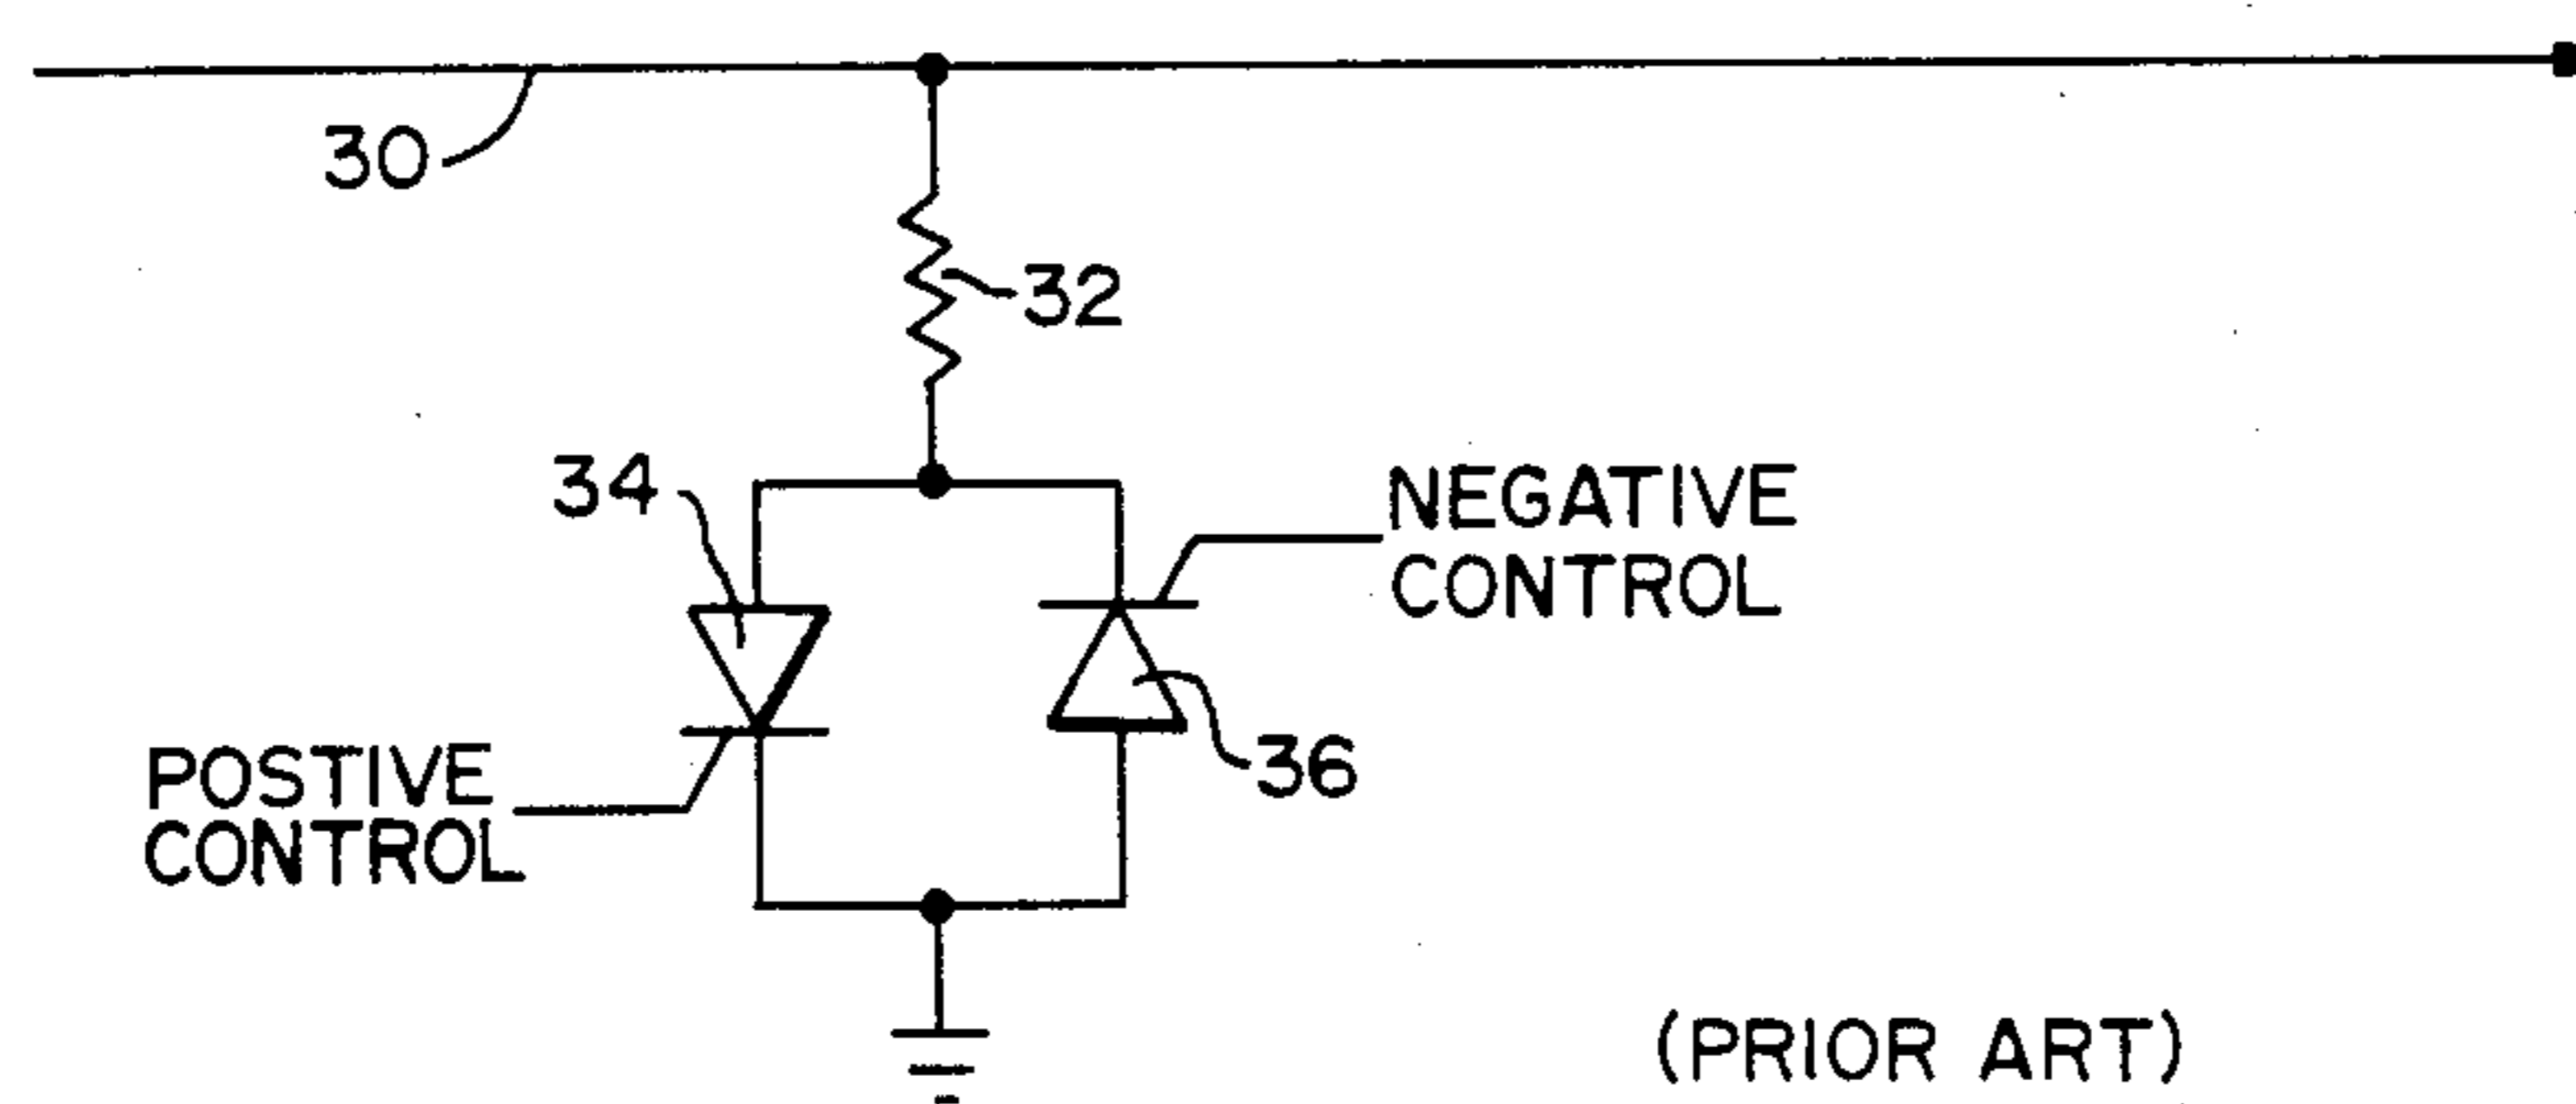 30
32
34
NEGATIVE
CONTROL
36
POSTIVE
CONTROL
(PRIOR ART)